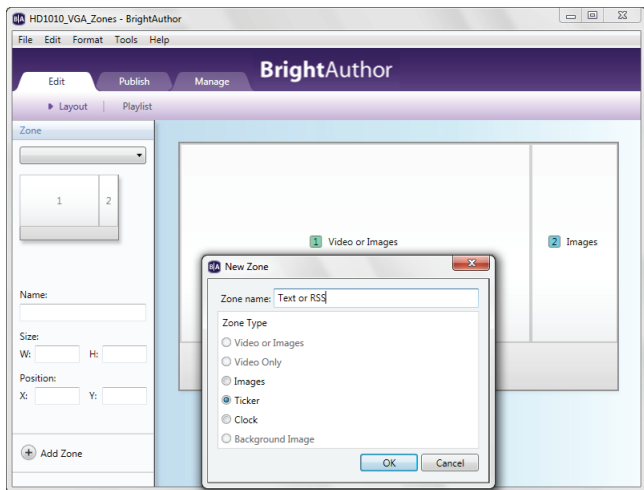 B|A HD1010_VGA_Zones - BrightAuthor
File Edit Format Tools Help
BrightAuthor
Edit Publish Manage
Layout | Playlist
Zone
1 2
1 Video or Images 2 Images
B|A New Zone
Zone name: Text or RSS
Zone Type
Video or Images
Video Only
Images
Ticker
Clock
Background Image
OK Cancel
Name:
Size:
W: H:
Position:
X: Y:
+ Add Zone